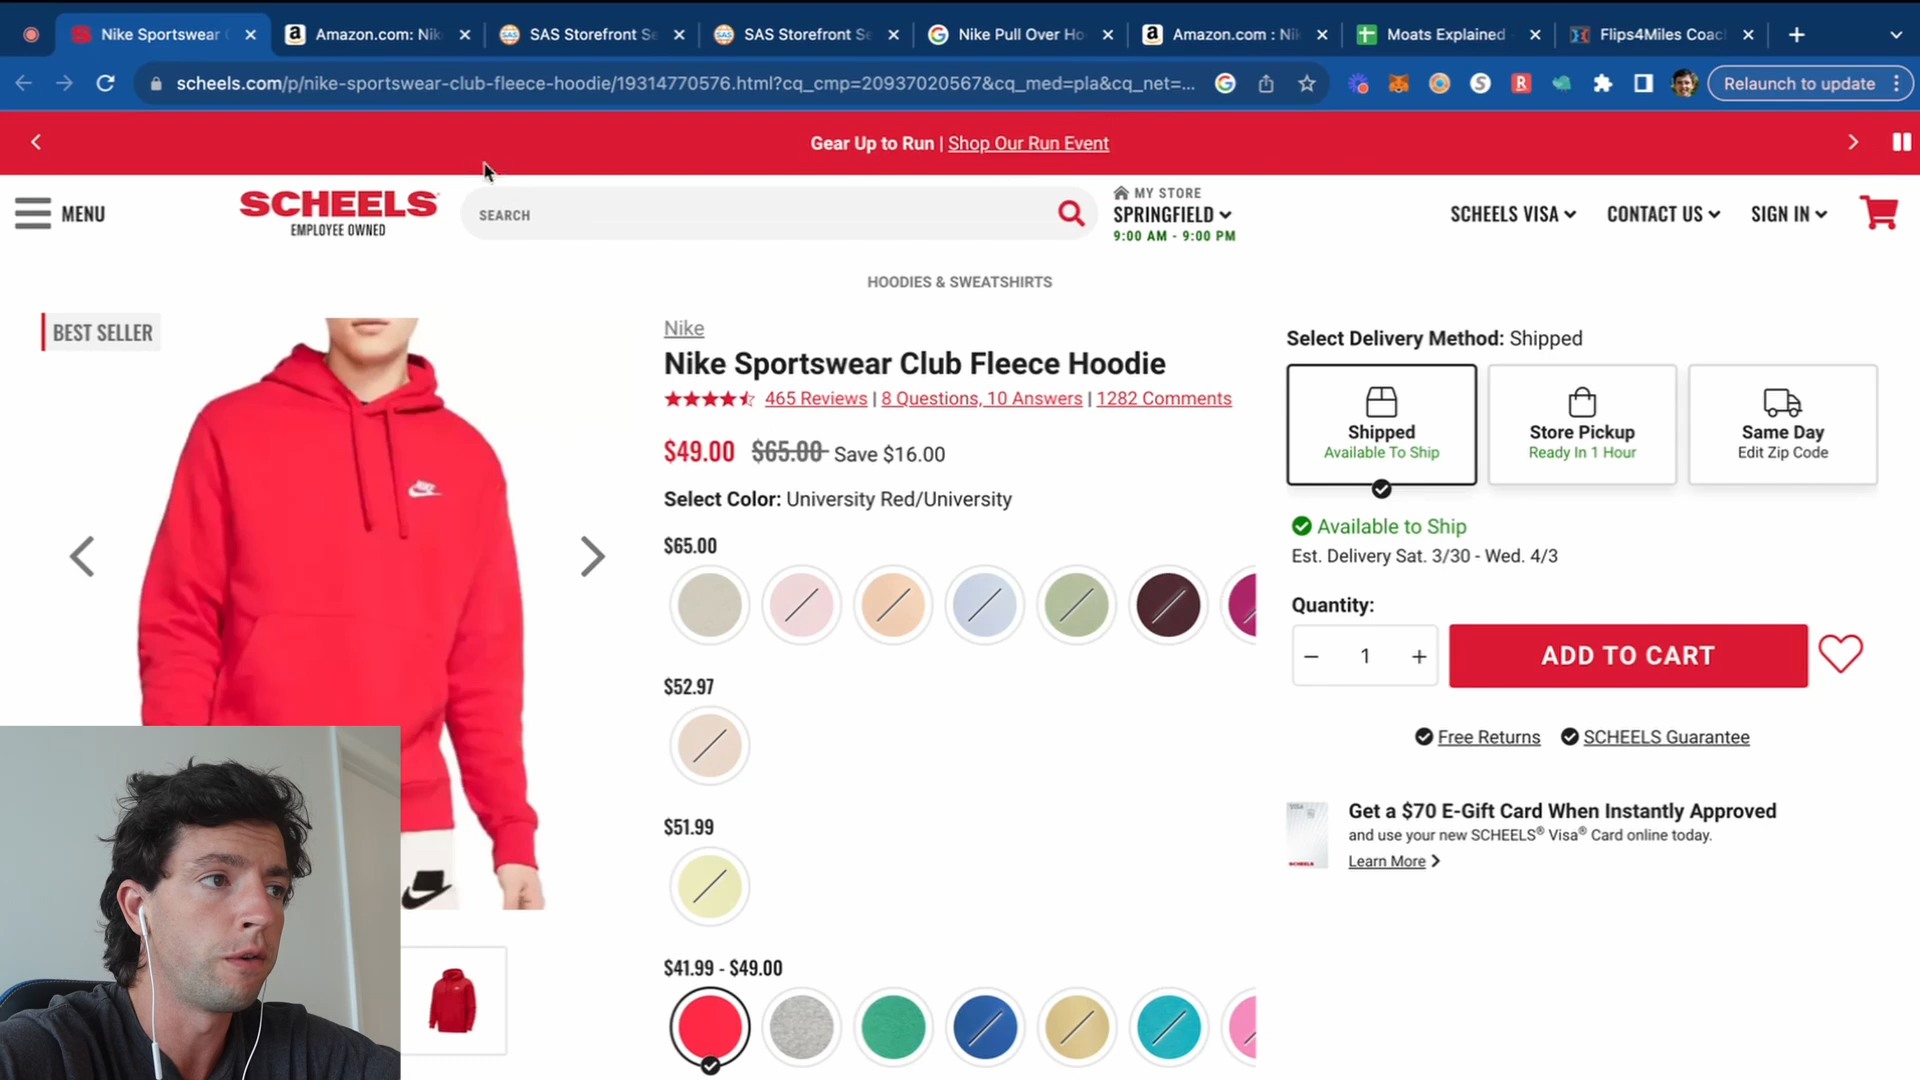 Nike Sportswear
Amazon.com: Nik
SAS Storefront Se
SAS Storefront Se
Nike Pull Over Ho
Amazon.com : Nik
Moats Explained -
Flips4Miles Coac
scheels.com/p/nike-sportswear-club-fleece-hoodie/19314770576.html?cq_cmp=20937020567&cq_med=pla&cq_net=...
Relaunch to update
Gear Up to Run | Shop Our Run Event
MENU
SCHEELS
EMPLOYEE OWNED
SEARCH
MY STORE
SPRINGFIELD
9:00 AM - 9:00 PM
SCHEELS VISA
CONTACT US
SIGN IN
HOODIES & SWEATSHIRTS
BEST SELLER
Nike
Nike Sportswear Club Fleece Hoodie
465 Reviews | 8 Questions, 10 Answers | 1282 Comments
$49.00 $65.00 Save $16.00
Select Color: University Red/University
$65.00
$52.97
$51.99
$41.99 - $49.00
Select Delivery Method: Shipped
Shipped
Available To Ship
Store Pickup
Ready In 1 Hour
Same Day
Edit Zip Code
Available to Ship
Est. Delivery Sat. 3/30 - Wed. 4/3
Quantity:
− 1 +
ADD TO CART
Free Returns
SCHEELS Guarantee
Get a $70 E-Gift Card When Instantly Approved
and use your new SCHEELS® Visa® Card online today.
Learn More